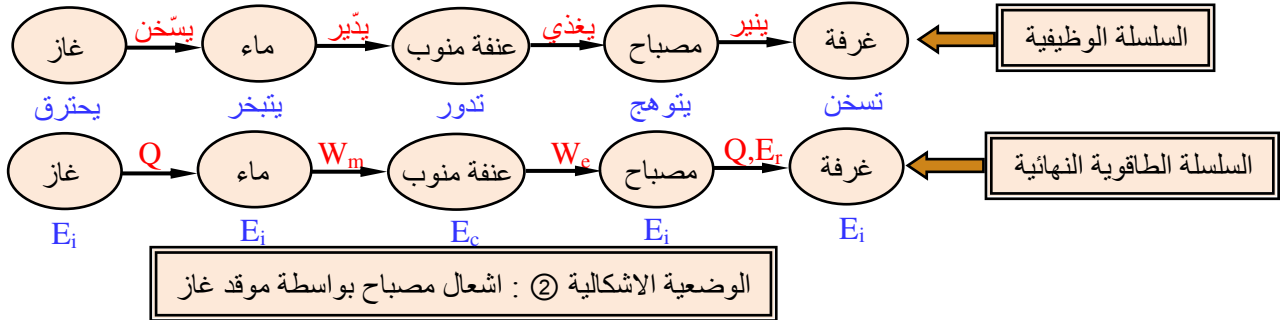 غاز يسّخن ماء يدّير عنفة منوب يغذي مصباح ينير غرفة السلسلة الوظيفية
يحترق يتبخر تدور يتوهج تسخن
غاز Q ماء Wm عنفة منوب We مصباح Q,Er غرفة السلسلة الطاقوية النهائية
Ei Ei Ec Ei Ei
الوضعية الاشكالية ② : اشعال مصباح بواسطة موقد غاز